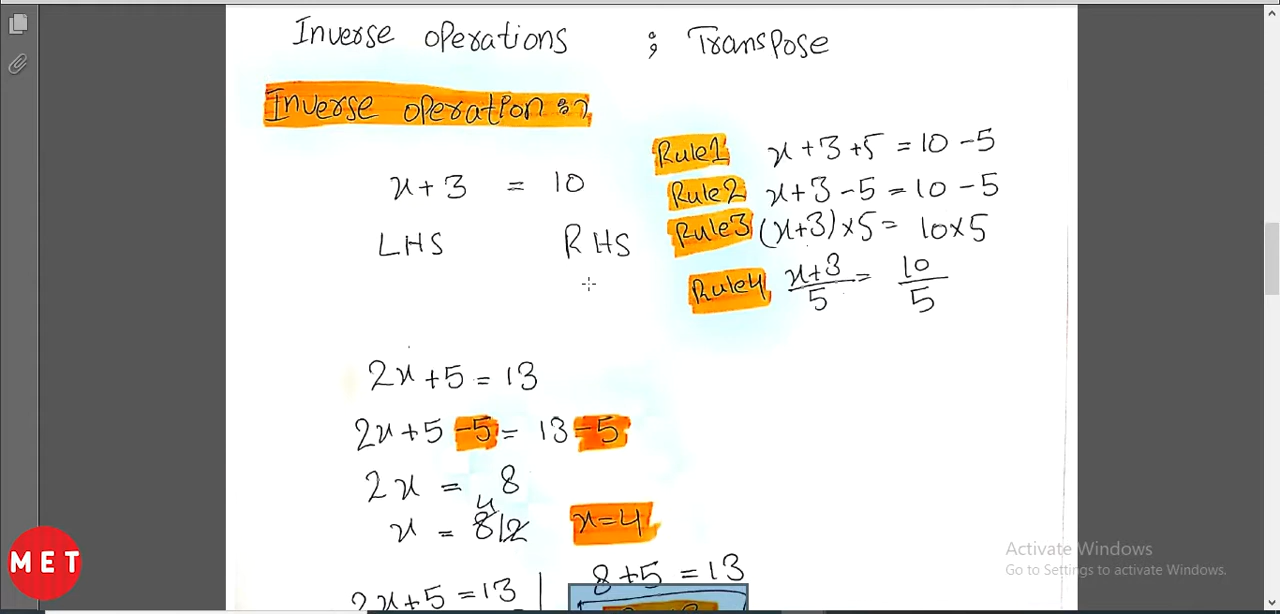 Inverse operations ; Transpose
Inverse operation :?
Rule1 x+3+5 = 10-5
x+3 = 10
Rule2 x+3-5=10-5
LHS RHS
Rule3 (x+3)×5= 10×5
Rule4 x+3/5 = 10/5
2x+5=13
2x+5-5= 13-5
2x = 8
x = 8/2 4
x=4
2x+5=13 | 8+5=13
MET
Activate Windows
Go to Settings to activate Windows.